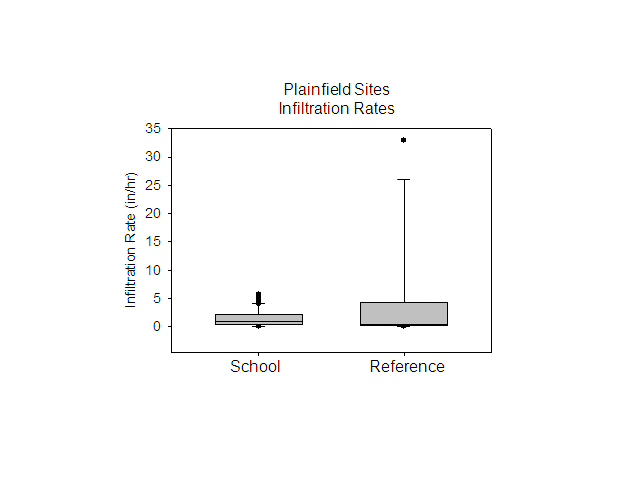 Plainfield Sites
Infiltration Rates
Infiltration Rate (in/hr)
35
30
25
20
15
10
5
0
School
Reference